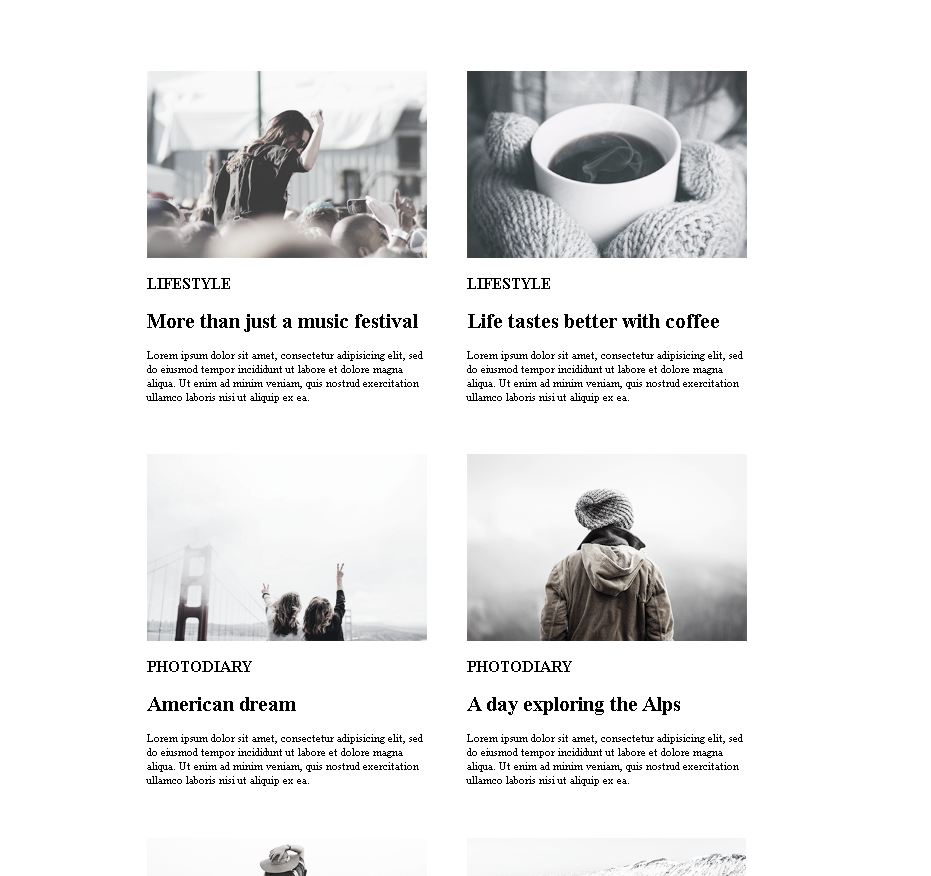 LIFESTYLE
More than just a music festival
Lorem ipsum dolor sit amet, consectetur adipisicing elit, sed
do eiusmod tempor incididunt ut labore et dolore magna
aliqua. Ut enim ad minim veniam, quis nostrud exercitation
ullamco laboris nisi ut aliquip ex ea.
LIFESTYLE
Life tastes better with coffee
Lorem ipsum dolor sit amet, consectetur adipisicing elit, sed
do eiusmod tempor incididunt ut labore et dolore magna
aliqua. Ut enim ad minim veniam, quis nostrud exercitation
ullamco laboris nisi ut aliquip ex ea.
PHOTODIARY
American dream
Lorem ipsum dolor sit amet, consectetur adipisicing elit, sed
do eiusmod tempor incididunt ut labore et dolore magna
aliqua. Ut enim ad minim veniam, quis nostrud exercitation
ullamco laboris nisi ut aliquip ex ea.
PHOTODIARY
A day exploring the Alps
Lorem ipsum dolor sit amet, consectetur adipisicing elit, sed
do eiusmod tempor incididunt ut labore et dolore magna
aliqua. Ut enim ad minim veniam, quis nostrud exercitation
ullamco laboris nisi ut aliquip ex ea.